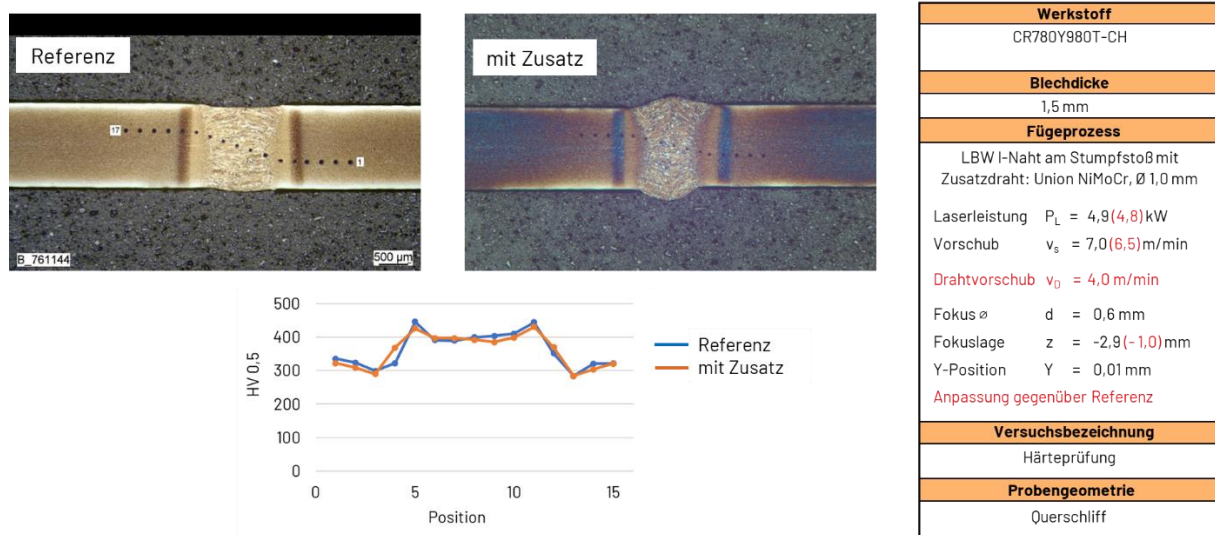 Referenz
17
1
B_761144
500 µm
mit Zusatz
500
400
300
200
100
0
HV 0,5
0
5
10
15
Position
Referenz
mit Zusatz
Werkstoff
CR780Y980T-CH
Blechdicke
1,5 mm
Fügeprozess
LBW I-Naht am Stumpfstoß mit
Zusatzdraht: Union NiMoCr, Ø 1,0 mm
Laserleistung P_L = 4,9 (4,8) kW
Vorschub v_s = 7,0 (6,5) m/min
Drahtvorschub v_D = 4,0 m/min
Fokus ø d = 0,6 mm
Fokuslage z = -2,9 (-1,0) mm
Y-Position Y = 0,01 mm
Anpassung gegenüber Referenz
Versuchsbezeichnung
Härteprüfung
Probengeometrie
Querschliff